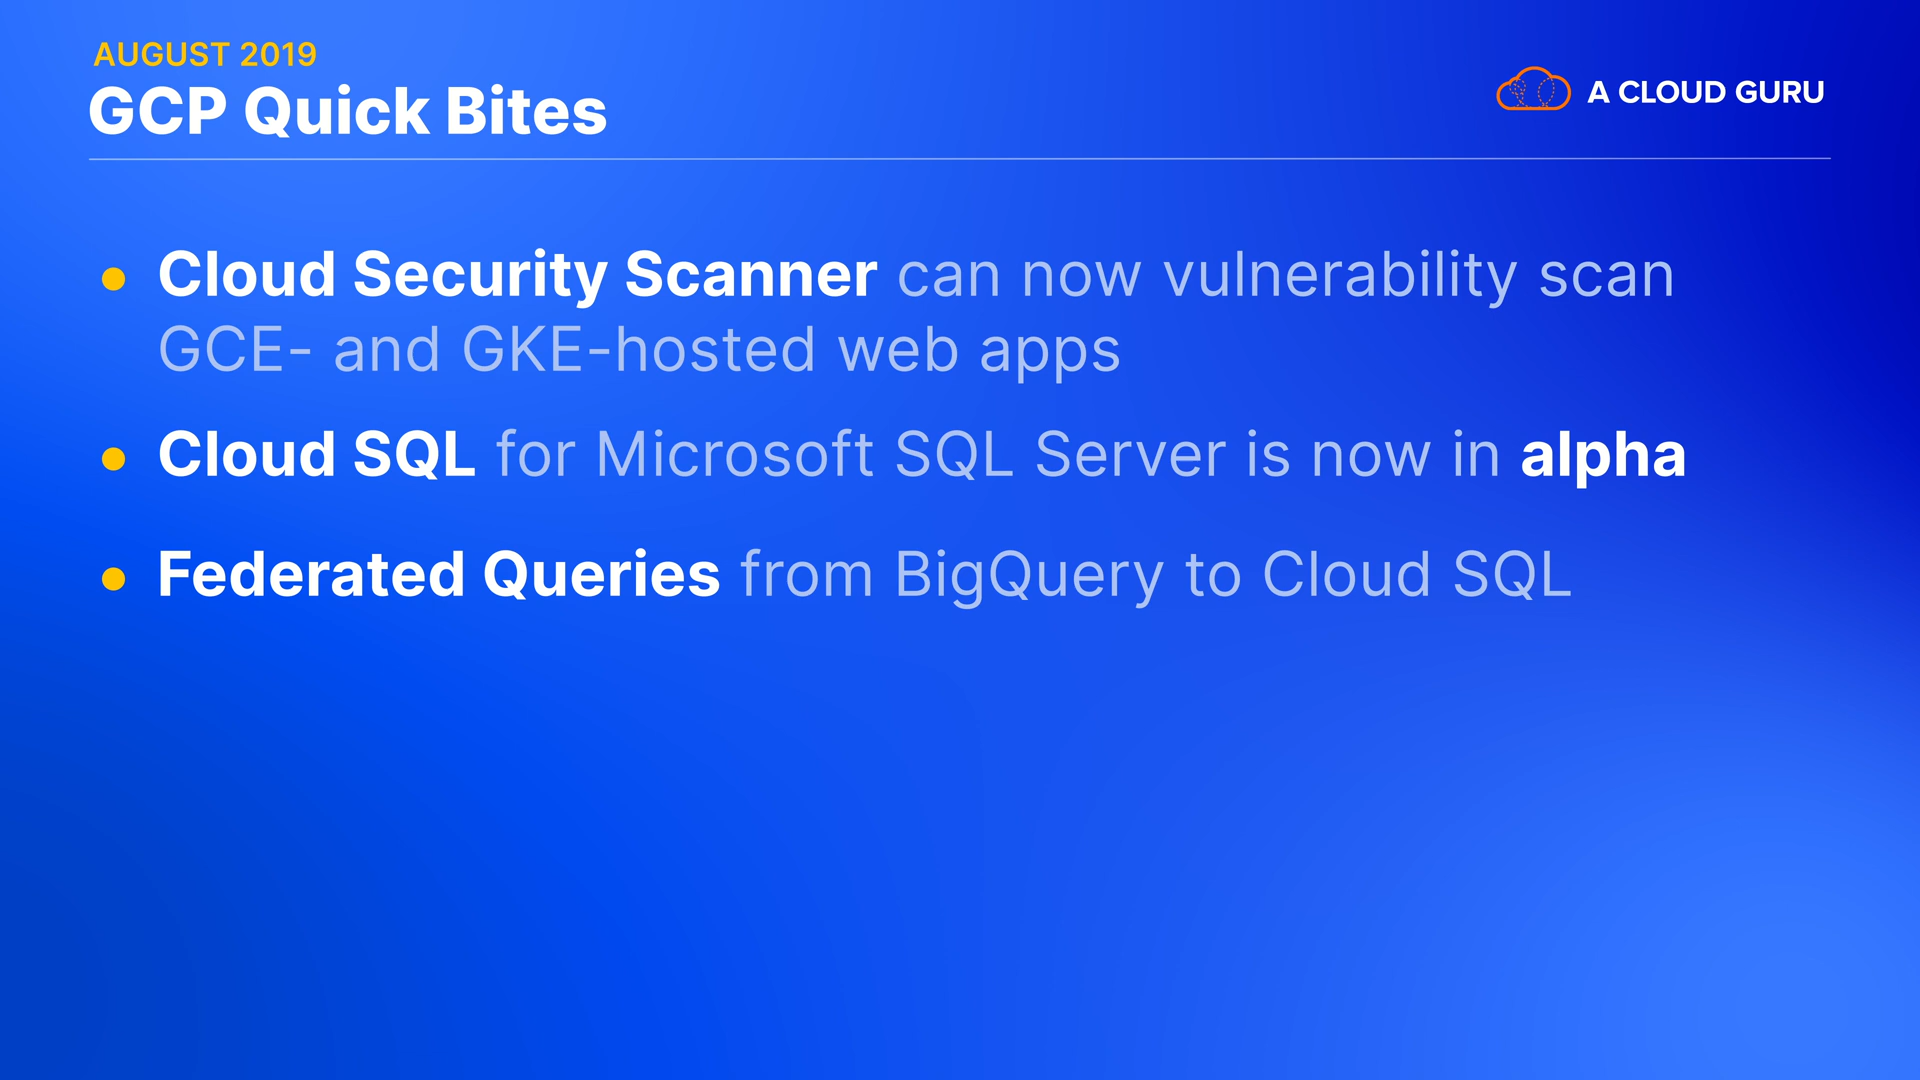 AUGUST 2019
GCP Quick Bites
A CLOUD GURU
Cloud Security Scanner can now vulnerability scan
GCE- and GKE-hosted web apps
Cloud SQL for Microsoft SQL Server is now in alpha
Federated Queries from BigQuery to Cloud SQL